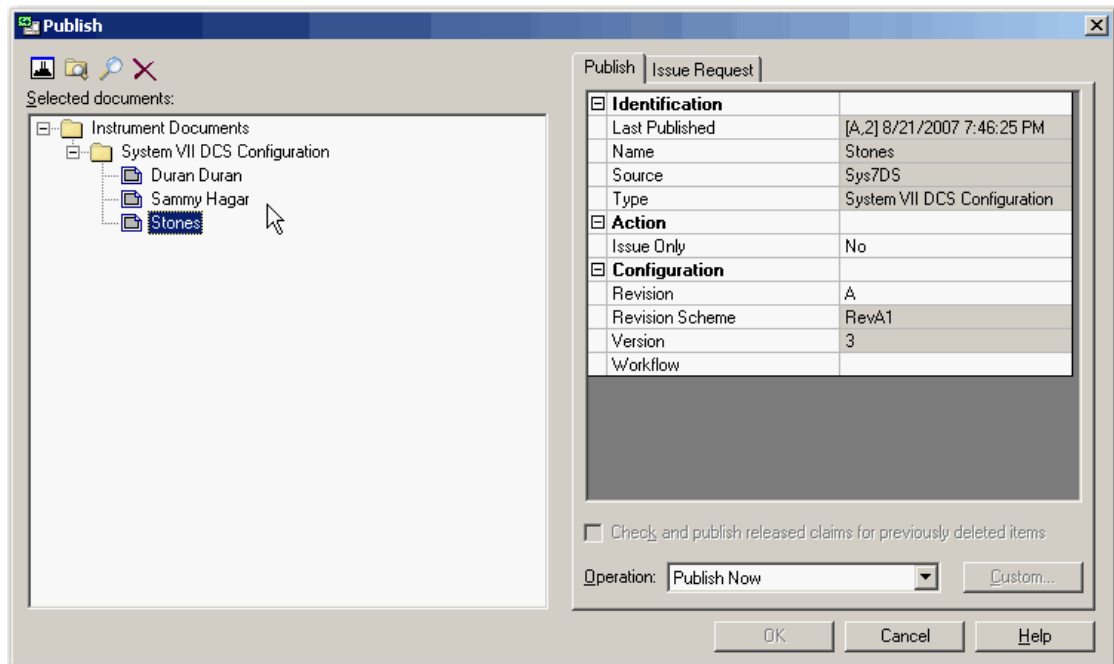 Publish
Selected documents:
Instrument Documents
System VII DCS Configuration
Duran Duran
Sammy Hagar
Stones
Publish
Issue Request
Identification
Last Published [A,2] 8/21/2007 7:46:25 PM
Name Stones
Source Sys7DS
Type System VII DCS Configuration
Action
Issue Only No
Configuration
Revision A
Revision Scheme RevA1
Version 3
Workflow
Check and publish released claims for previously deleted items
Operation: Publish Now Custom...
OK Cancel Help